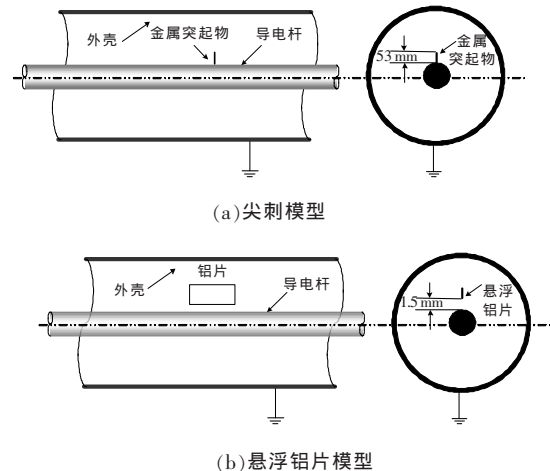 外壳
金属突起物
导电杆
53 mm
金属
突起物
(a)尖刺模型
外壳
铝片
导电杆
1.5 mm
悬浮
铝片
(b)悬浮铝片模型